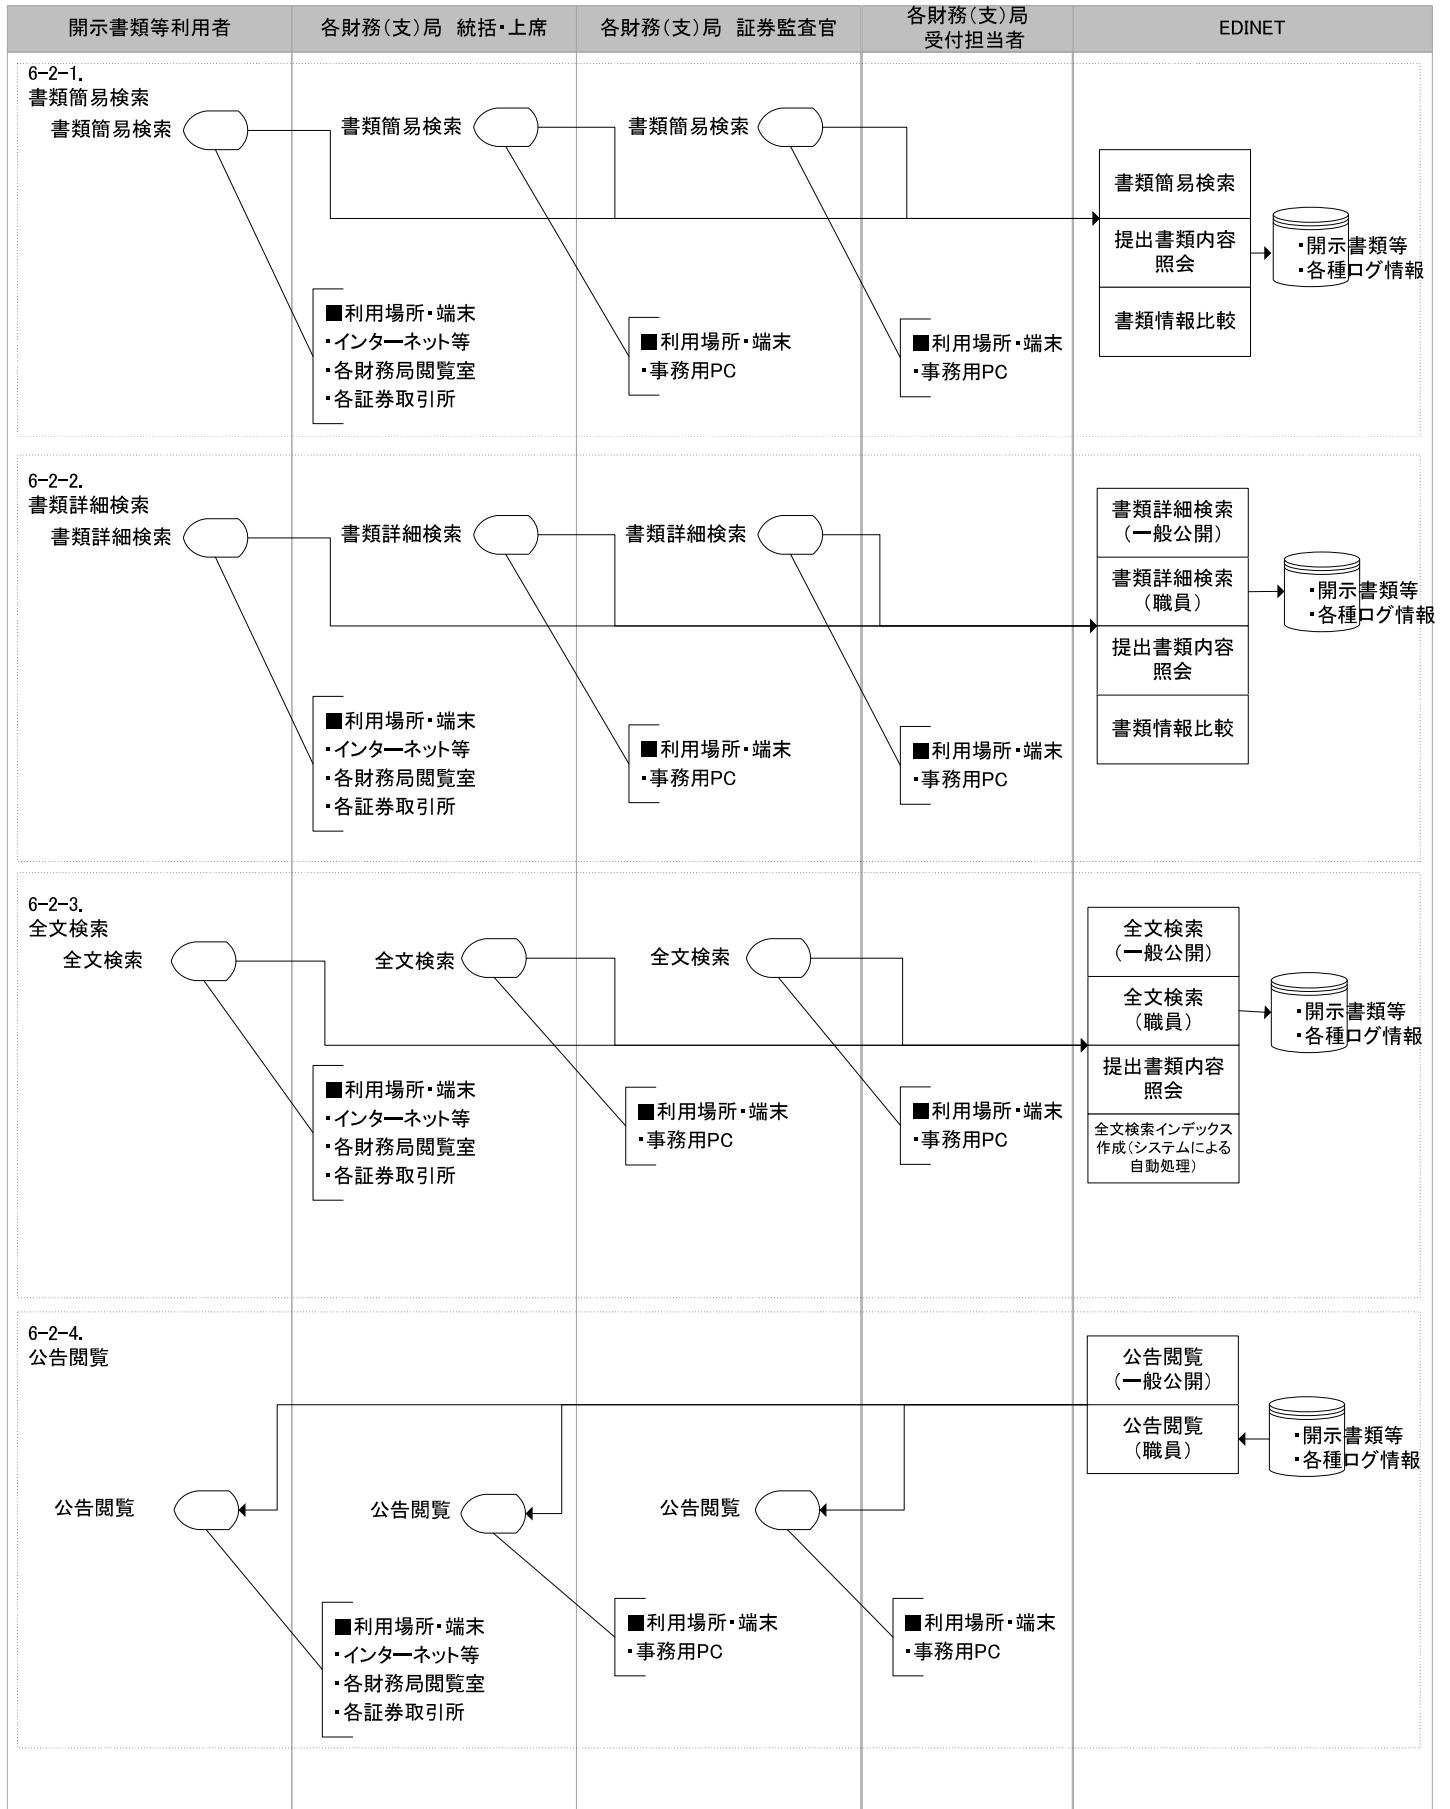 開示書類等利用者
各財務(支)局　統括・上席
各財務(支)局　証券監査官
各財務(支)局
受付担当者
EDINET
6-2-1.
書類簡易検索
書類簡易検索
書類簡易検索
書類簡易検索
書類簡易検索
提出書類内容
照会
書類情報比較
・開示書類等
・各種ログ情報
■利用場所・端末
・インターネット等
・各財務局閲覧室
・各証券取引所
■利用場所・端末
・事務用PC
■利用場所・端末
・事務用PC
6-2-2.
書類詳細検索
書類詳細検索
書類詳細検索
書類詳細検索
書類詳細検索
(一般公開)
書類詳細検索
(職員)
提出書類内容
照会
書類情報比較
・開示書類等
・各種ログ情報
■利用場所・端末
・インターネット等
・各財務局閲覧室
・各証券取引所
■利用場所・端末
・事務用PC
■利用場所・端末
・事務用PC
6-2-3.
全文検索
全文検索
全文検索
全文検索
全文検索
(一般公開)
全文検索
(職員)
提出書類内容
照会
全文検索インデックス
作成(システムによる
自動処理)
・開示書類等
・各種ログ情報
■利用場所・端末
・インターネット等
・各財務局閲覧室
・各証券取引所
■利用場所・端末
・事務用PC
■利用場所・端末
・事務用PC
6-2-4.
公告閲覧
公告閲覧
(一般公開)
公告閲覧
(職員)
・開示書類等
・各種ログ情報
公告閲覧
公告閲覧
公告閲覧
■利用場所・端末
・インターネット等
・各財務局閲覧室
・各証券取引所
■利用場所・端末
・事務用PC
■利用場所・端末
・事務用PC